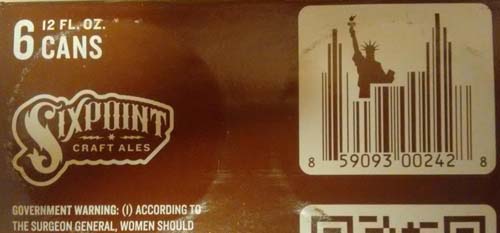 6 12 FL. OZ.
CANS
SIXPOINT
CRAFT ALES
8 59093 00242 8
GOVERNMENT WARNING: (I) ACCORDING TO
THE SURGEON GENERAL, WOMEN SHOULD